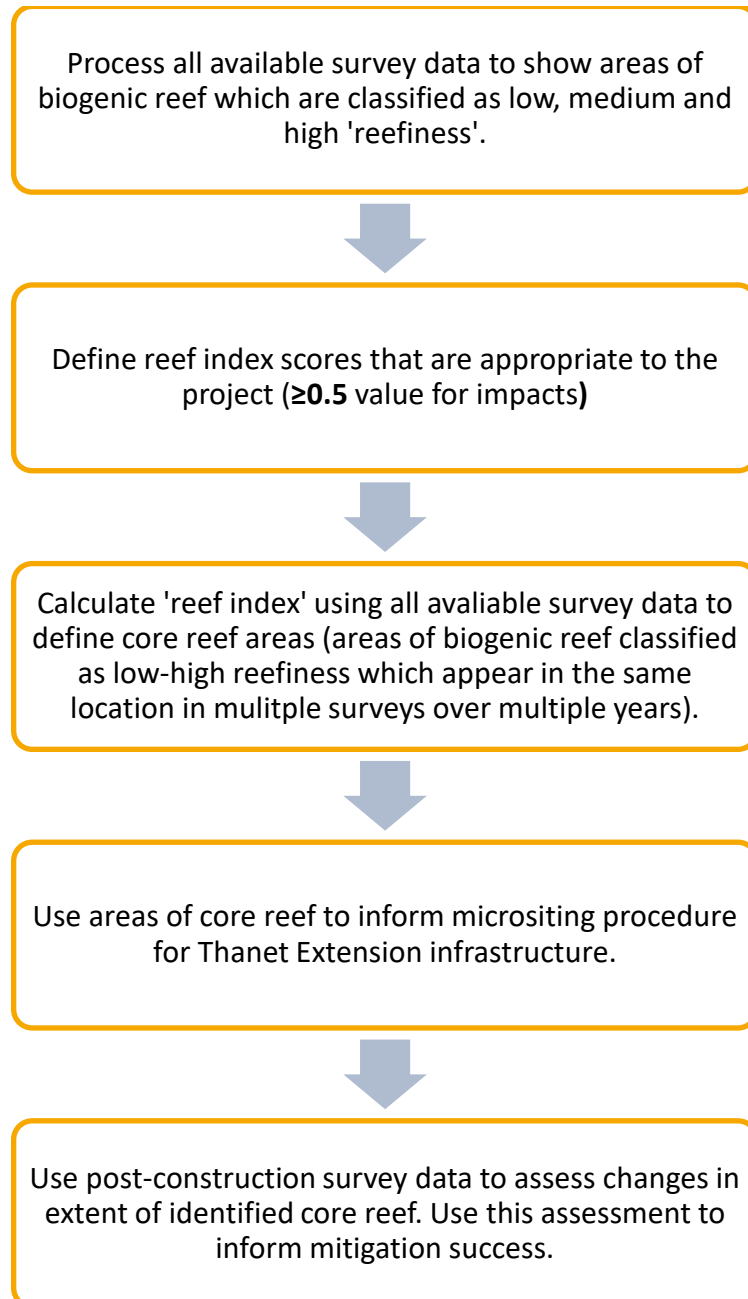 Process all available survey data to show areas of
biogenic reef which are classified as low, medium and
high 'reefiness'.
Define reef index scores that are appropriate to the
project (≥0.5 value for impacts)
Calculate 'reef index' using all avaliable survey data to
define core reef areas (areas of biogenic reef classified
as low-high reefiness which appear in the same
location in mulitple surveys over multiple years).
Use areas of core reef to inform micrositing procedure
for Thanet Extension infrastructure.
Use post-construction survey data to assess changes in
extent of identified core reef. Use this assessment to
inform mitigation success.